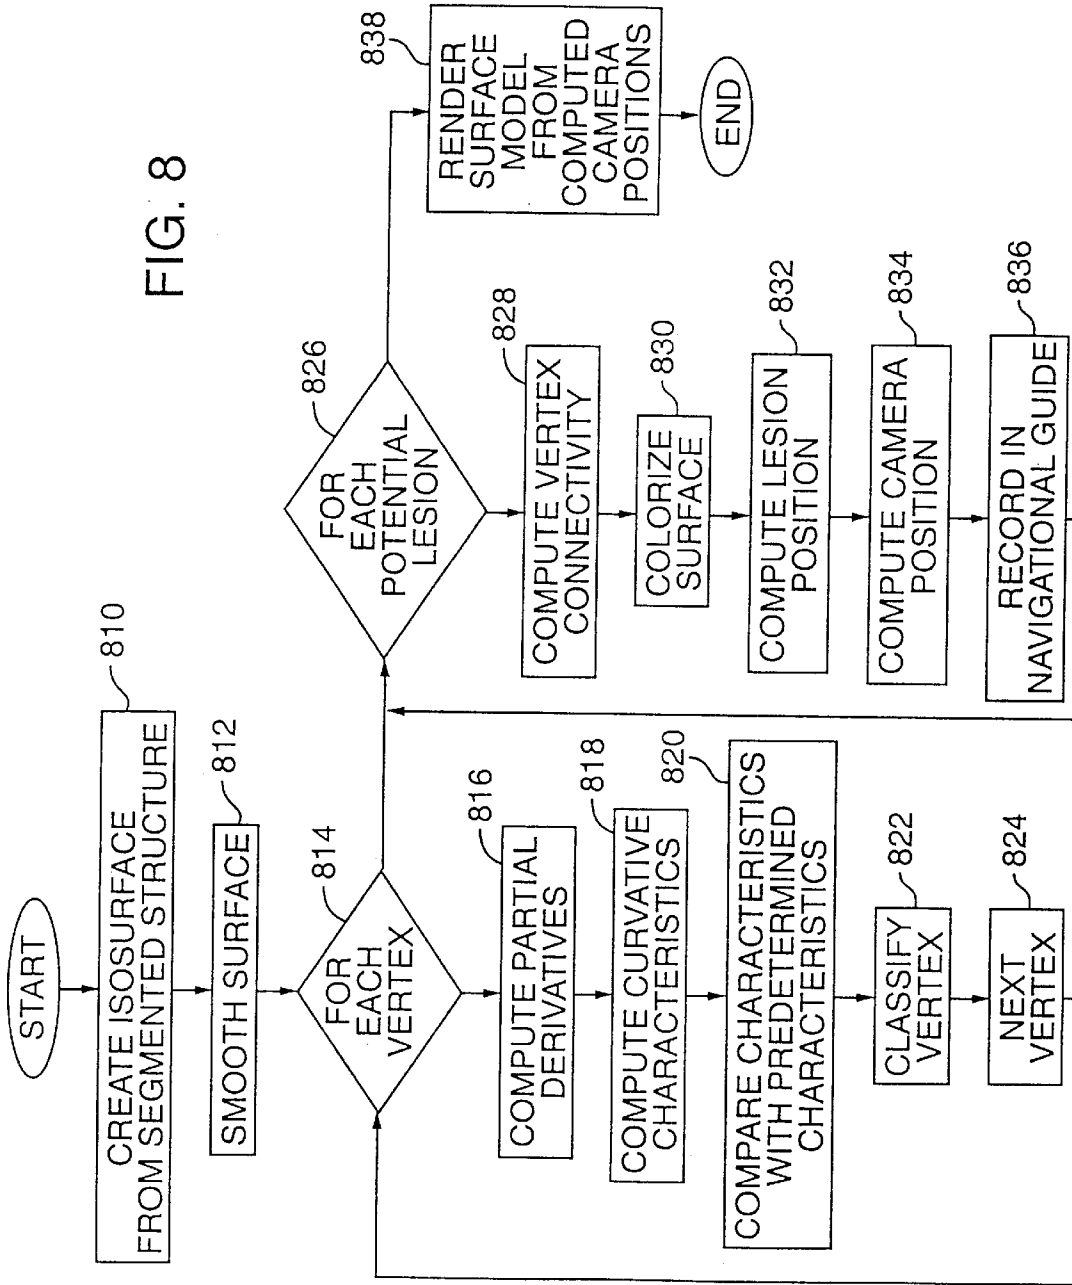 FIG. 8
START
CREATE ISOSURFACE
FROM SEGMENTED STRUCTURE
810
SMOOTH SURFACE
812
FOR
EACH
VERTEX
814
COMPUTE PARTIAL
DERIVATIVES
816
COMPUTE CURVATIVE
CHARACTERISTICS
818
COMPARE CHARACTERISTICS
WITH PREDETERMINED
CHARACTERISTICS
820
CLASSIFY
VERTEX
822
NEXT
VERTEX
824
FOR
EACH
POTENTIAL
LESION
826
COMPUTE VERTEX
CONNECTIVITY
828
COLORIZE
SURFACE
830
COMPUTE LESION
POSITION
832
COMPUTE CAMERA
POSITION
834
RECORD IN
NAVIGATIONAL GUIDE
836
RENDER
SURFACE
MODEL
FROM
COMPUTED
CAMERA
POSITIONS
838
END